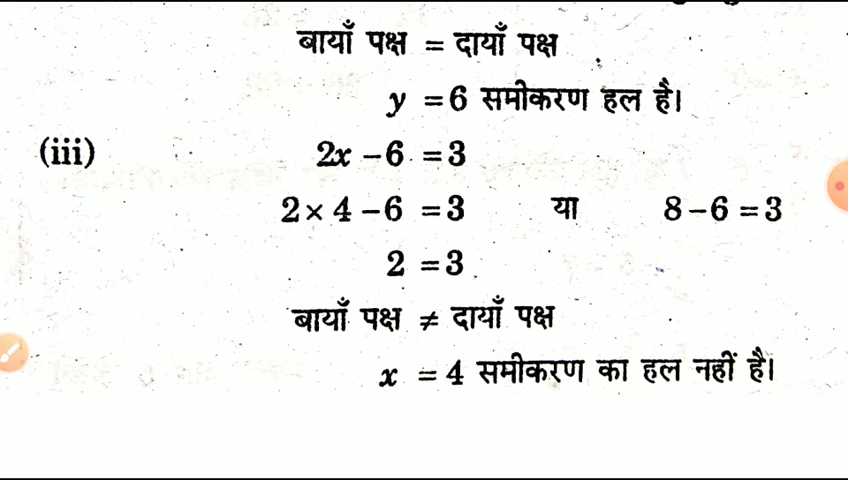 बायाँ पक्ष = दायाँ पक्ष
y = 6 समीकरण हल है।
(iii) 2x – 6 = 3
2 × 4 – 6 = 3 या 8 – 6 = 3
2 = 3
बायाँ पक्ष ≠ दायाँ पक्ष
x = 4 समीकरण का हल नहीं है।